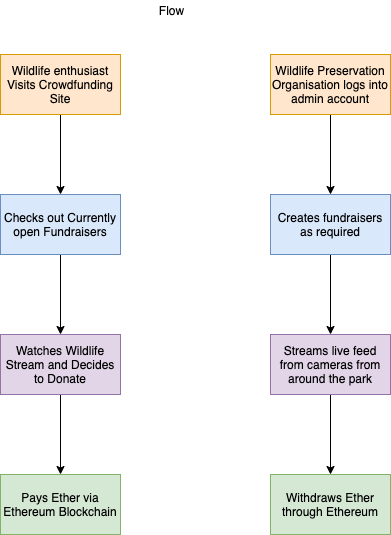 Flow
Wildlife enthusiast
Visits Crowdfunding
Site
Wildlife Preservation
Organisation logs into
admin account
Checks out Currently
open Fundraisers
Creates fundraisers
as required
Watches Wildlife
Stream and Decides
to Donate
Streams live feed
from cameras from
around the park
Pays Ether via
Ethereum Blockchain
Withdraws Ether
through Ethereum